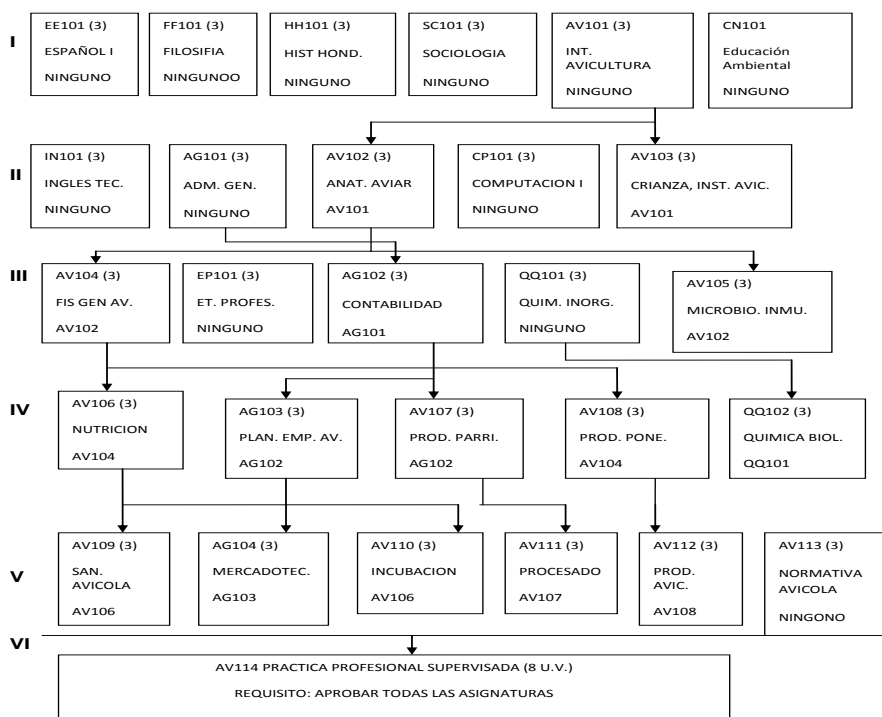 I
EE101 (3)
ESPAÑOL I
NINGUNO
FF101 (3)
FILOSIFIA
NINGUNOO
HH101 (3)
HIST HOND.
NINGUNO
SC101 (3)
SOCIOLOGIA
NINGUNO
AV101 (3)
INT.
AVICULTURA
NINGUNO
CN101
Educación
Ambiental
NINGUNO
II
IN101 (3)
INGLES TEC.
NINGUNO
AG101 (3)
ADM. GEN.
NINGUNO
AV102 (3)
ANAT. AVIAR
AV101
CP101 (3)
COMPUTACION I
NINGUNO
AV103 (3)
CRIANZA, INST. AVIC.
AV101
III
AV104 (3)
FIS GEN AV.
AV102
EP101 (3)
ET. PROFES.
NINGUNO
AG102 (3)
CONTABILIDAD
AG101
QQ101 (3)
QUIM. INORG.
NINGUNO
AV105 (3)
MICROBIO. INMU.
AV102
IV
AV106 (3)
NUTRICION
AV104
AG103 (3)
PLAN. EMP. AV.
AG102
AV107 (3)
PROD. PARRI.
AG102
AV108 (3)
PROD. PONE.
AV104
QQ102 (3)
QUIMICA BIOL.
QQ101
V
AV109 (3)
SAN.
AVICOLA
AV106
AG104 (3)
MERCADOTEC.
AG103
AV110 (3)
INCUBACION
AV106
AV111 (3)
PROCESADO
AV107
AV112 (3)
PROD.
AVIC.
AV108
AV113 (3)
NORMATIVA
AVICOLA
NINGONO
VI
AV114 PRACTICA PROFESIONAL SUPERVISADA (8 U.V.)
REQUISITO: APROBAR TODAS LAS ASIGNATURAS